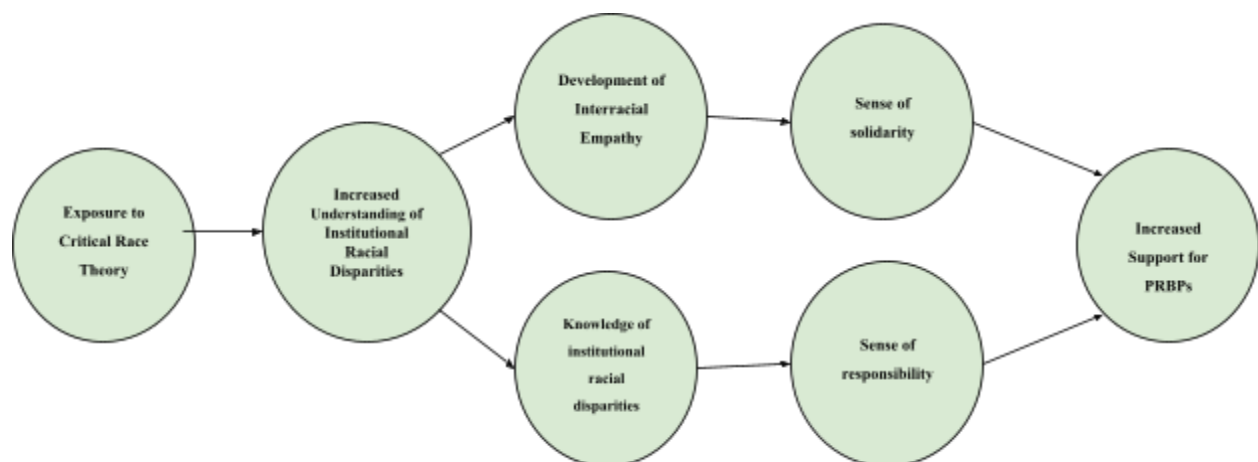 Exposure to
Critical Race
Theory
Increased
Understanding of
Institutional
Racial
Disparities
Development of
Interracial
Empathy
Sense of
solidarity
Knowledge of
institutional
racial
disparities
Sense of
responsibility
Increased
Support for
PRBPs